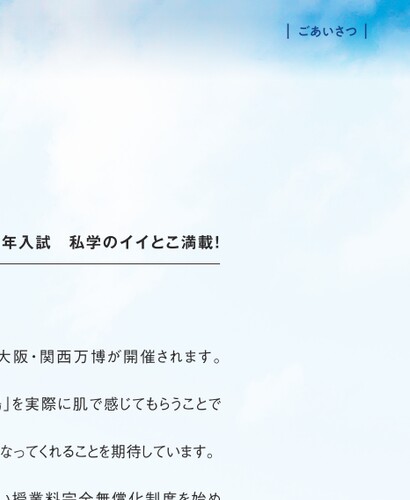 | ごあいさつ |
年入試　私学のイイとこ満載!
大阪・関西万博が開催されます。
」を実際に肌で感じてもらうことで
なってくれることを期待しています。
い授業料完全無償化制度を始め